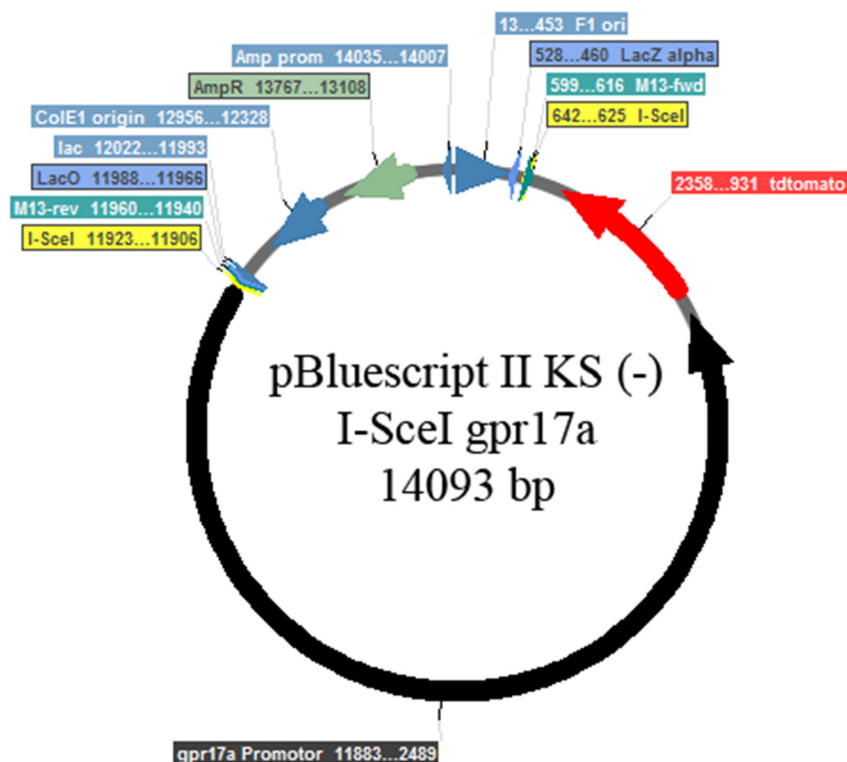 13...453 F1 ori
Amp prom 14035...14007
528...460 LacZ alpha
AmpR 13767...13108
599...616 M13-fwd
ColE1 origin 12956...12328
642...625 I-SceI
lac 12022...11993
LacO 11988...11966
2358...931 tdtomato
M13-rev 11960...11940
I-SceI 11923...11906
pBluescript II KS (-)
I-SceI gpr17a
14093 bp
gpr17a Promotor 11883...2489